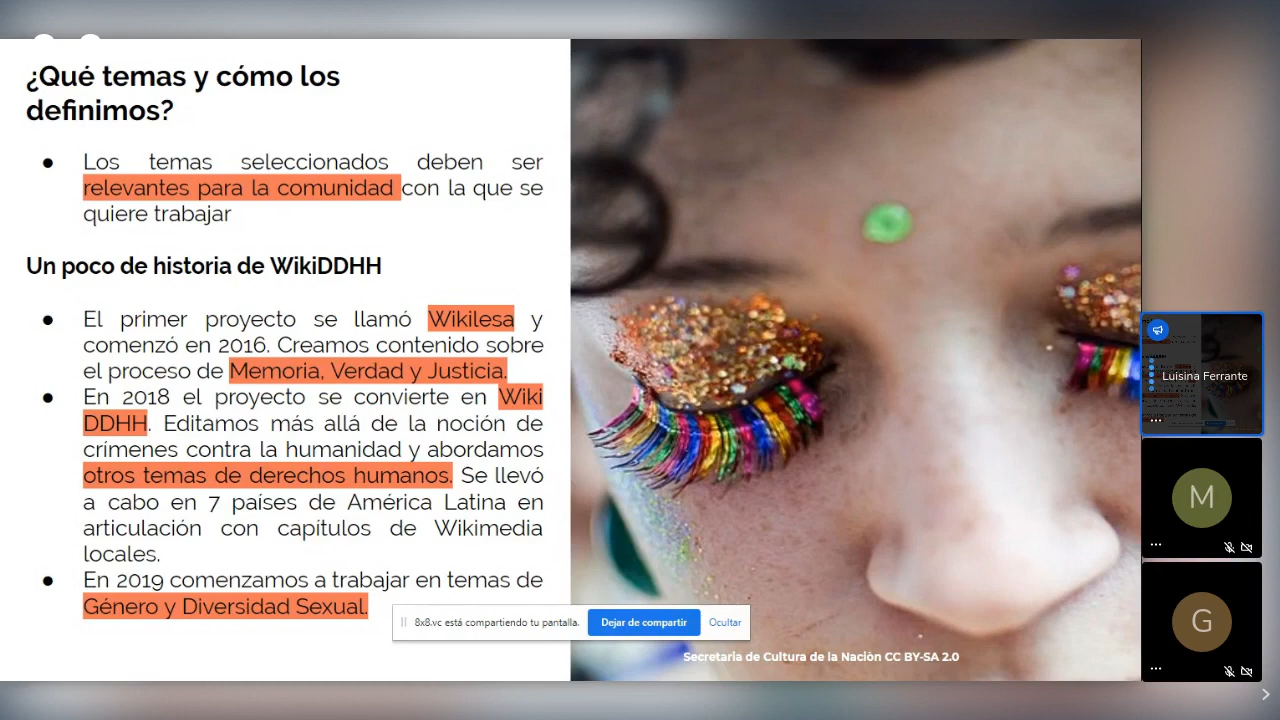 ¿Qué temas y cómo los
definimos?
● Los temas seleccionados deben ser
relevantes para la comunidad con la que se
quiere trabajar
Un poco de historia de WikiDDHH
● El primer proyecto se llamó Wikilesa y
comenzó en 2016. Creamos contenido sobre
el proceso de Memoria, Verdad y Justicia.
● En 2018 el proyecto se convierte en Wiki
DDHH. Editamos más allá de la noción de
crímenes contra la humanidad y abordamos
otros temas de derechos humanos. Se llevó
a cabo en 7 países de América Latina en
articulación con capítulos de Wikimedia
locales.
● En 2019 comenzamos a trabajar en temas de
Género y Diversidad Sexual.
8x8.vc está compartiendo tu pantalla.
Dejar de compartir
Ocultar
Secretaria de Cultura de la Naciòn CC BY-SA 2.0
Luisina Ferrante
M
G